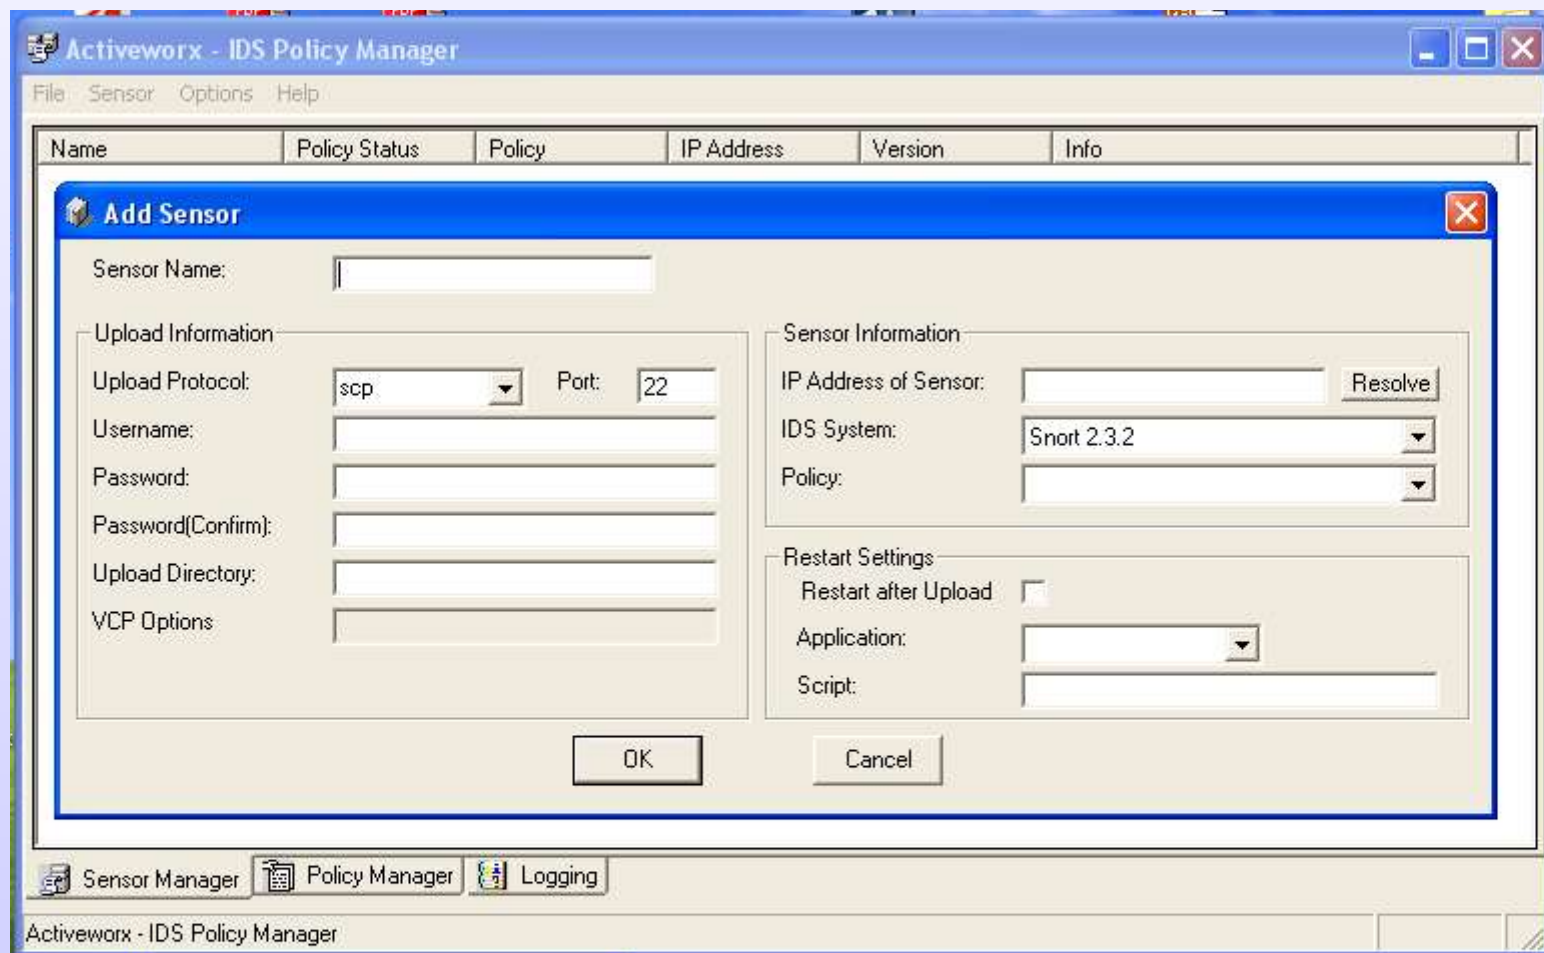 Activeworx - IDS Policy Manager
File Sensor Options Help
Name Policy Status Policy IP Address Version Info
Add Sensor
Sensor Name:
Upload Information
Upload Protocol: scp Port: 22
Username:
Password:
Password(Confirm):
Upload Directory:
VCP Options
Sensor Information
IP Address of Sensor: Resolve
IDS System: Snort 2.3.2
Policy:
Restart Settings
Restart after Upload
Application:
Script:
OK Cancel
Sensor Manager Policy Manager Logging
Activeworx - IDS Policy Manager